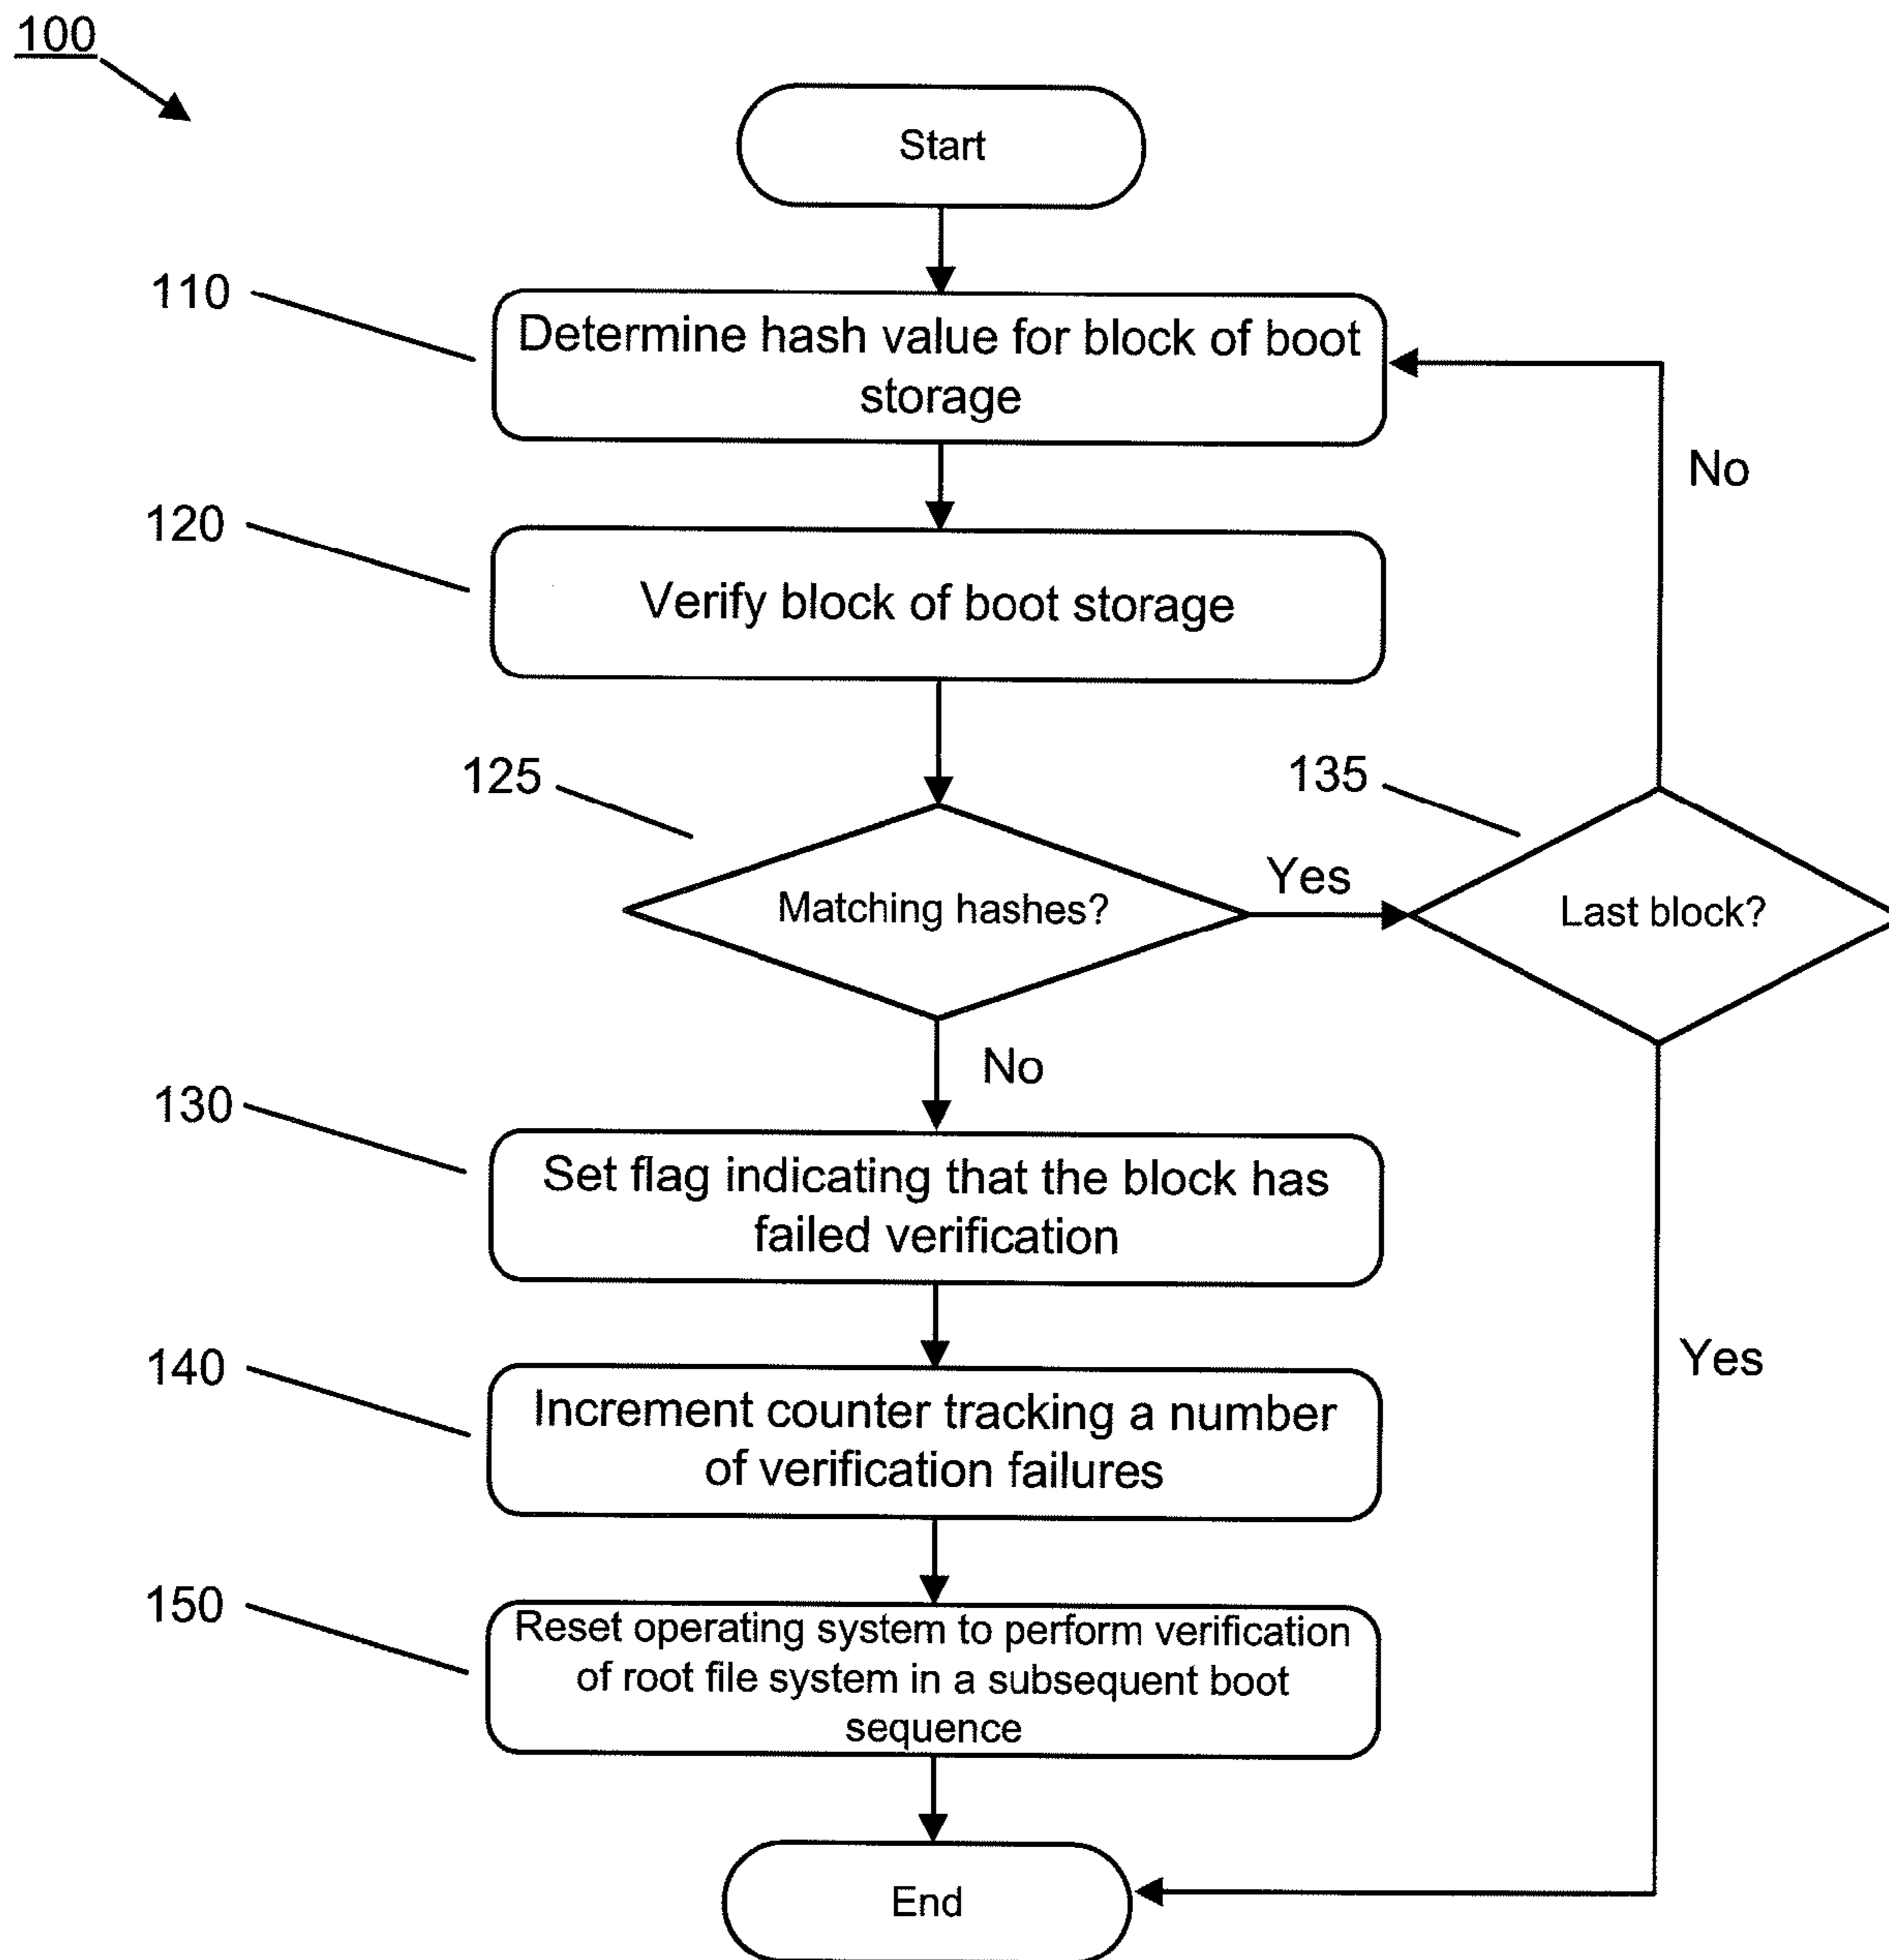 100
Start
110
Determine hash value for block of boot
storage
No
120
Verify block of boot storage
125
135
Matching hashes?
Yes
Last block?
No
130
Set flag indicating that the block has
failed verification
140
Increment counter tracking a number
of verification failures
Yes
150
Reset operating system to perform verification
of root file system in a subsequent boot
sequence
End